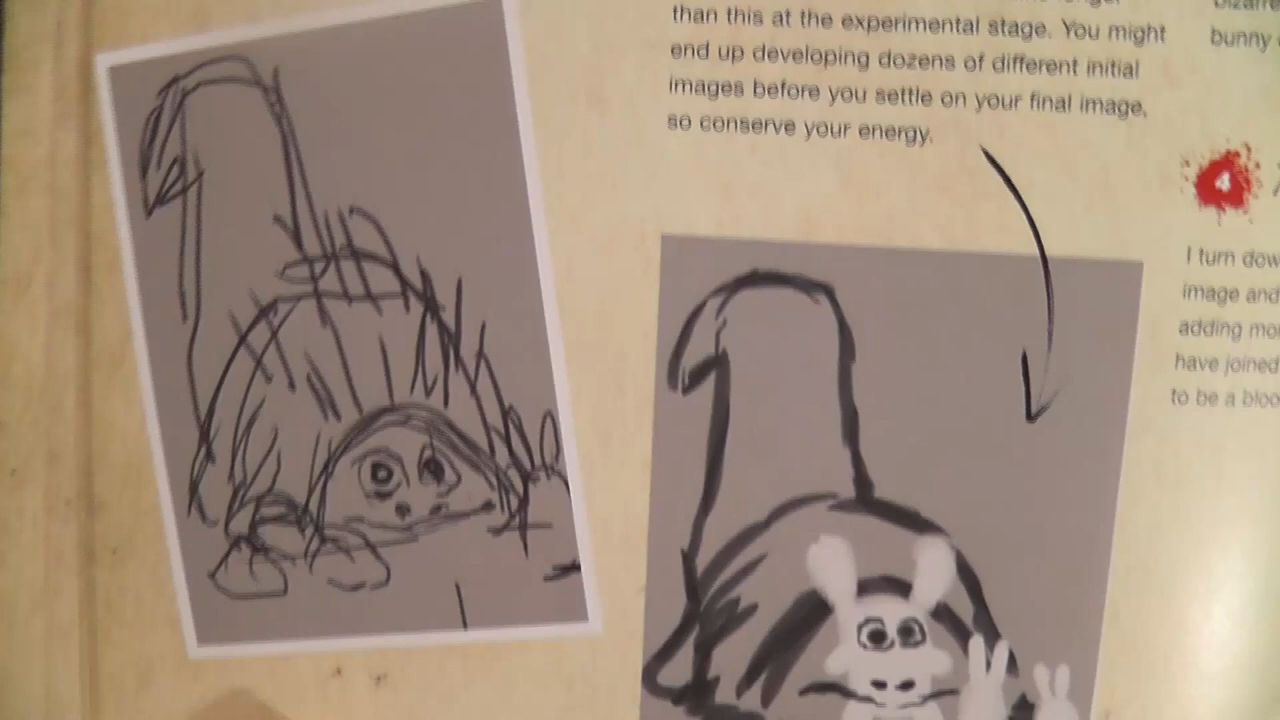 than this at the experimental stage. You might
end up developing dozens of different initial
images before you settle on your final image,
so conserve your energy.
bunny
4
I turn dow
image and
adding mo
have joined
to be a bloo